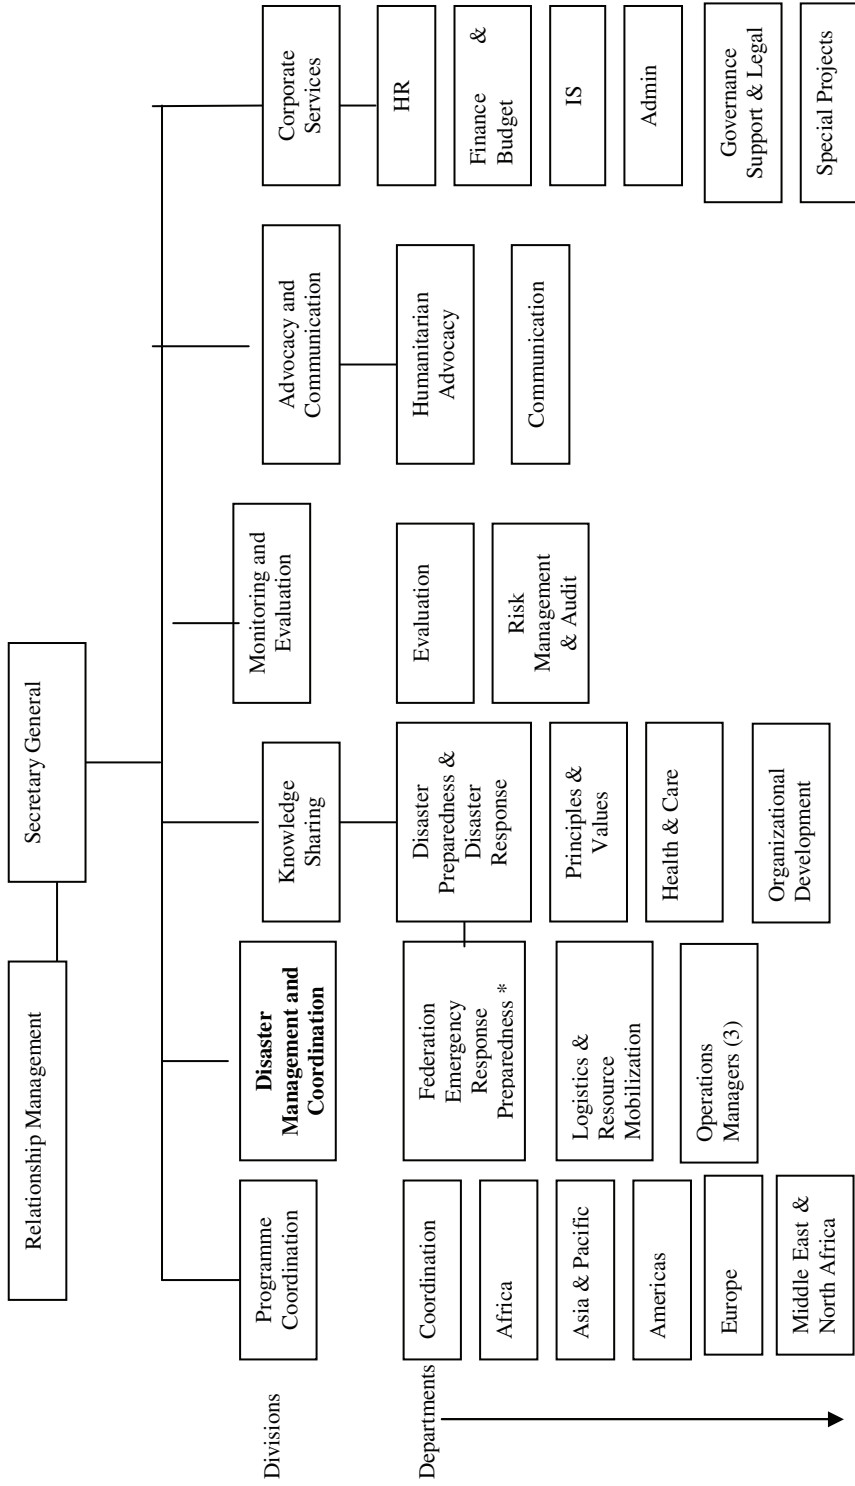 Relationship Management
Secretary General
Divisions
Programme
Coordination
Disaster
Management and
Coordination
Knowledge
Sharing
Monitoring and
Evaluation
Advocacy and
Communication
Corporate
Services
Departments
Coordination
Africa
Asia & Pacific
Americas
Europe
Middle East &
North Africa
Federation
Emergency
Response
Preparedness *
Logistics &
Resource
Mobilization
Operations
Managers (3)
Disaster
Preparedness &
Disaster
Response
Principles &
Values
Health & Care
Organizational
Development
Evaluation
Risk
Management
& Audit
Humanitarian
Advocacy
Communication
HR
Finance &
Budget
IS
Admin
Governance
Support & Legal
Special Projects